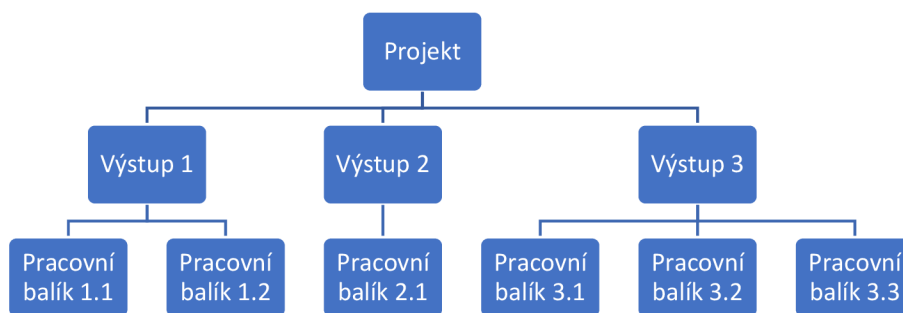 Projekt
Výstup 1
Výstup 2
Výstup 3
Pracovní
balík 1.1
Pracovní
balík 1.2
Pracovní
balík 2.1
Pracovní
balík 3.1
Pracovní
balík 3.2
Pracovní
balík 3.3